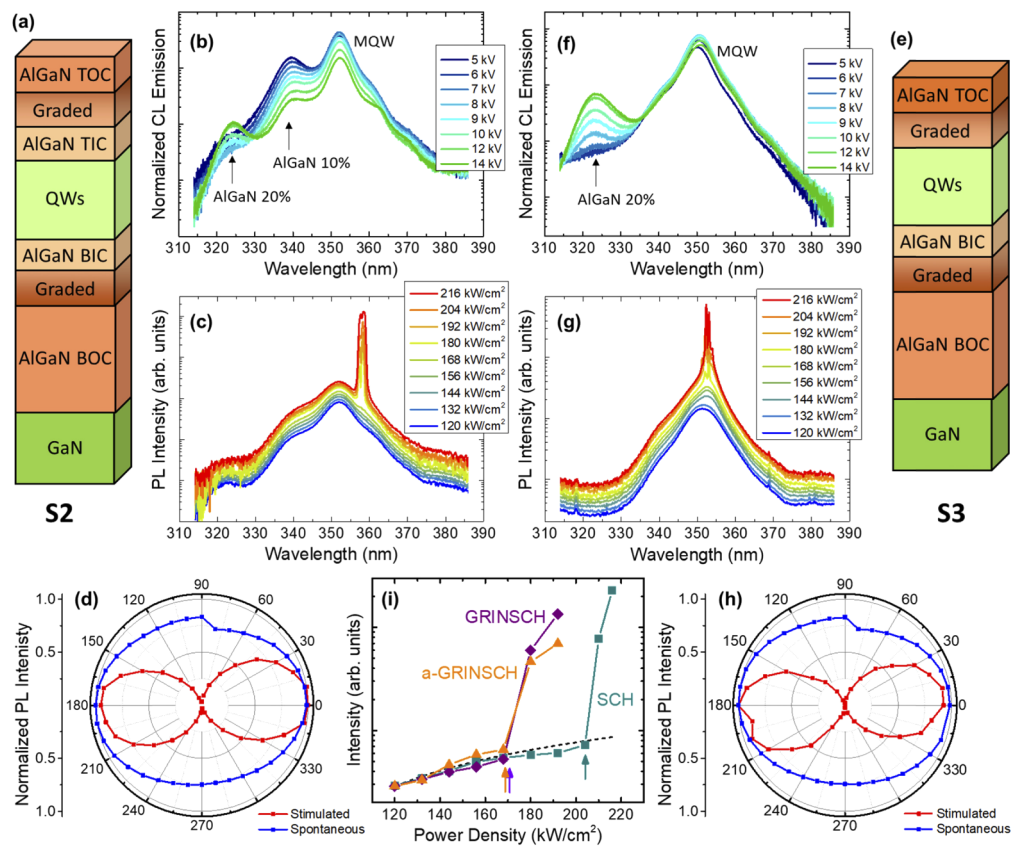 (a)
AlGaN TOC
Graded
AlGaN TIC
QWs
AlGaN BIC
Graded
AlGaN BOC
GaN
S2
(b)
MQW
AlGaN 10%
AlGaN 20%
5 kV
6 kV
7 kV
8 kV
9 kV
10 kV
12 kV
14 kV
Normalized CL Emission
310 320 330 340 350 360 370 380 390
Wavelength (nm)
(f)
MQW
AlGaN 20%
5 kV
6 kV
7 kV
8 kV
9 kV
10 kV
12 kV
14 kV
Normalized CL Emission
310 320 330 340 350 360 370 380 390
Wavelength (nm)
(e)
AlGaN TOC
Graded
QWs
AlGaN BIC
Graded
AlGaN BOC
GaN
S3
(c)
216 kW/cm²
204 kW/cm²
192 kW/cm²
180 kW/cm²
168 kW/cm²
156 kW/cm²
144 kW/cm²
132 kW/cm²
120 kW/cm²
PL Intensity (arb. units)
310 320 330 340 350 360 370 380 390
Wavelength (nm)
(g)
216 kW/cm²
204 kW/cm²
192 kW/cm²
180 kW/cm²
168 kW/cm²
156 kW/cm²
144 kW/cm²
132 kW/cm²
120 kW/cm²
PL Intensity (arb. units)
310 320 330 340 350 360 370 380 390
Wavelength (nm)
(d)
Normalized PL Intenisty
1.0
0.5
0.5
1.0
90
120
60
150
30
180
0
210
330
240
270
Stimulated
Spontaneous
(i)
GRINSCH
a-GRINSCH
SCH
Intensity (arb. units)
120 140 160 180 200 220
Power Density (kW/cm²)
(h)
Normalized PL Intenisty
1.0
0.5
0.5
1.0
90
120
60
150
30
180
0
210
330
240
270
Stimulated
Spontaneous